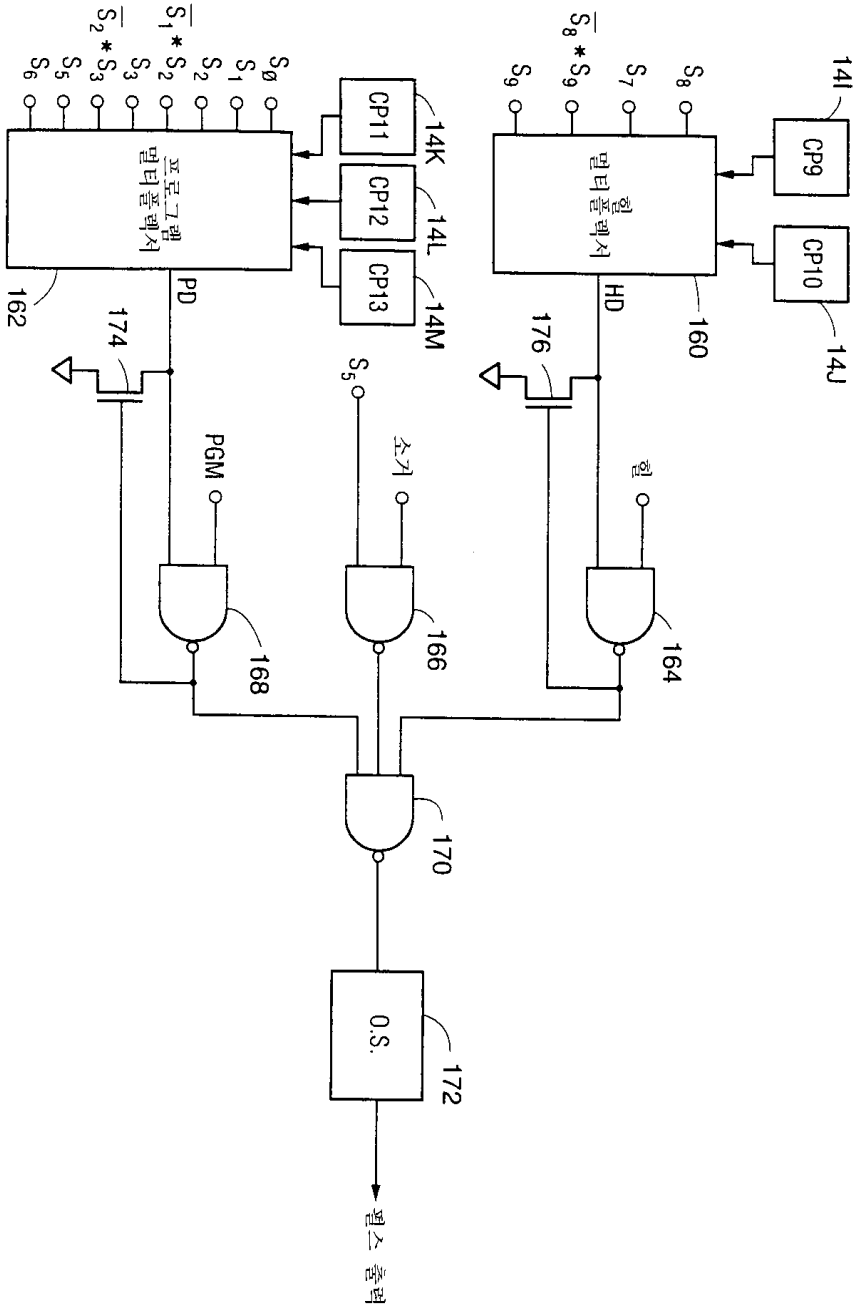 14I
CP9
CP10
14J
S₈
S₇
S̅₈ * S₉
S₉
힐
멀티플렉서
HD
160
176
힐
164
14K
CP11
14L
CP12
14M
CP13
소거
S₅
166
170
O.S.
172
펄스 출력
Sø
S₁
S₂
S̅₁ * S₂
S₃
S̅₂ * S₃
S₅
S₆
프로그램
멀티플렉서
PD
162
174
PGM
168